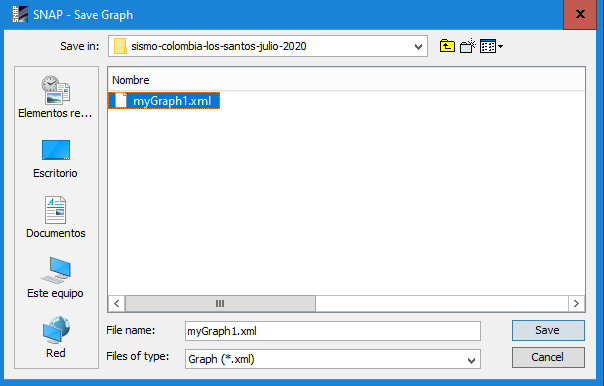 SNAP
SNAP - Save Graph
Save in:
sismo-colombia-los-santos-julio-2020
Nombre
myGraph1.xml
Elementos re...
Escritorio
Documentos
Este equipo
Red
File name:
myGraph1.xml
Save
Files of type:
Graph (*.xml)
Cancel